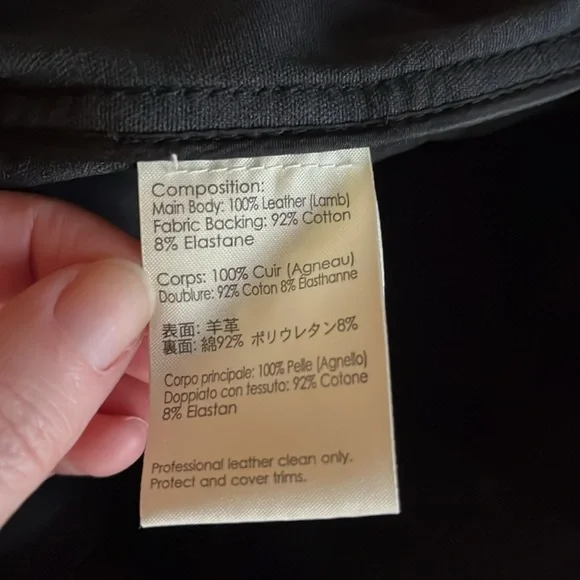 Composition:
Main Body: 100% Leather (Lamb)
Fabric Backing: 92% Cotton
8% Elastane
Corps: 100% Cuir (Agneau)
Doublure: 92% Coton 8% Elasthanne
表面: 羊革
裏面: 綿92% ポリウレタン8%
Corpo principale: 100% Pelle (Agnello)
Doppiato con tessuto: 92% Cotone
8% Elastan
Professional leather clean only.
Protect and cover trims.